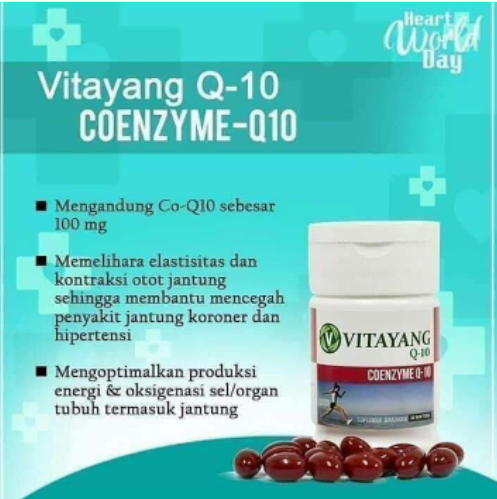 Heart
World
Day
Vitayang Q-10
COENZYME-Q10
Mengandung Co-Q10 sebesar
100 mg
Memelihara elastisitas dan
kontraksi otot jantung
sehingga membantu mencegah
penyakit jantung koroner dan
hipertensi
Mengoptimalkan produksi
energi & oksigenasi sel/organ
tubuh termasuk jantung
VITAYANG
Q-10
COENZYME Q-10
SUPLEMEN MAKANAN